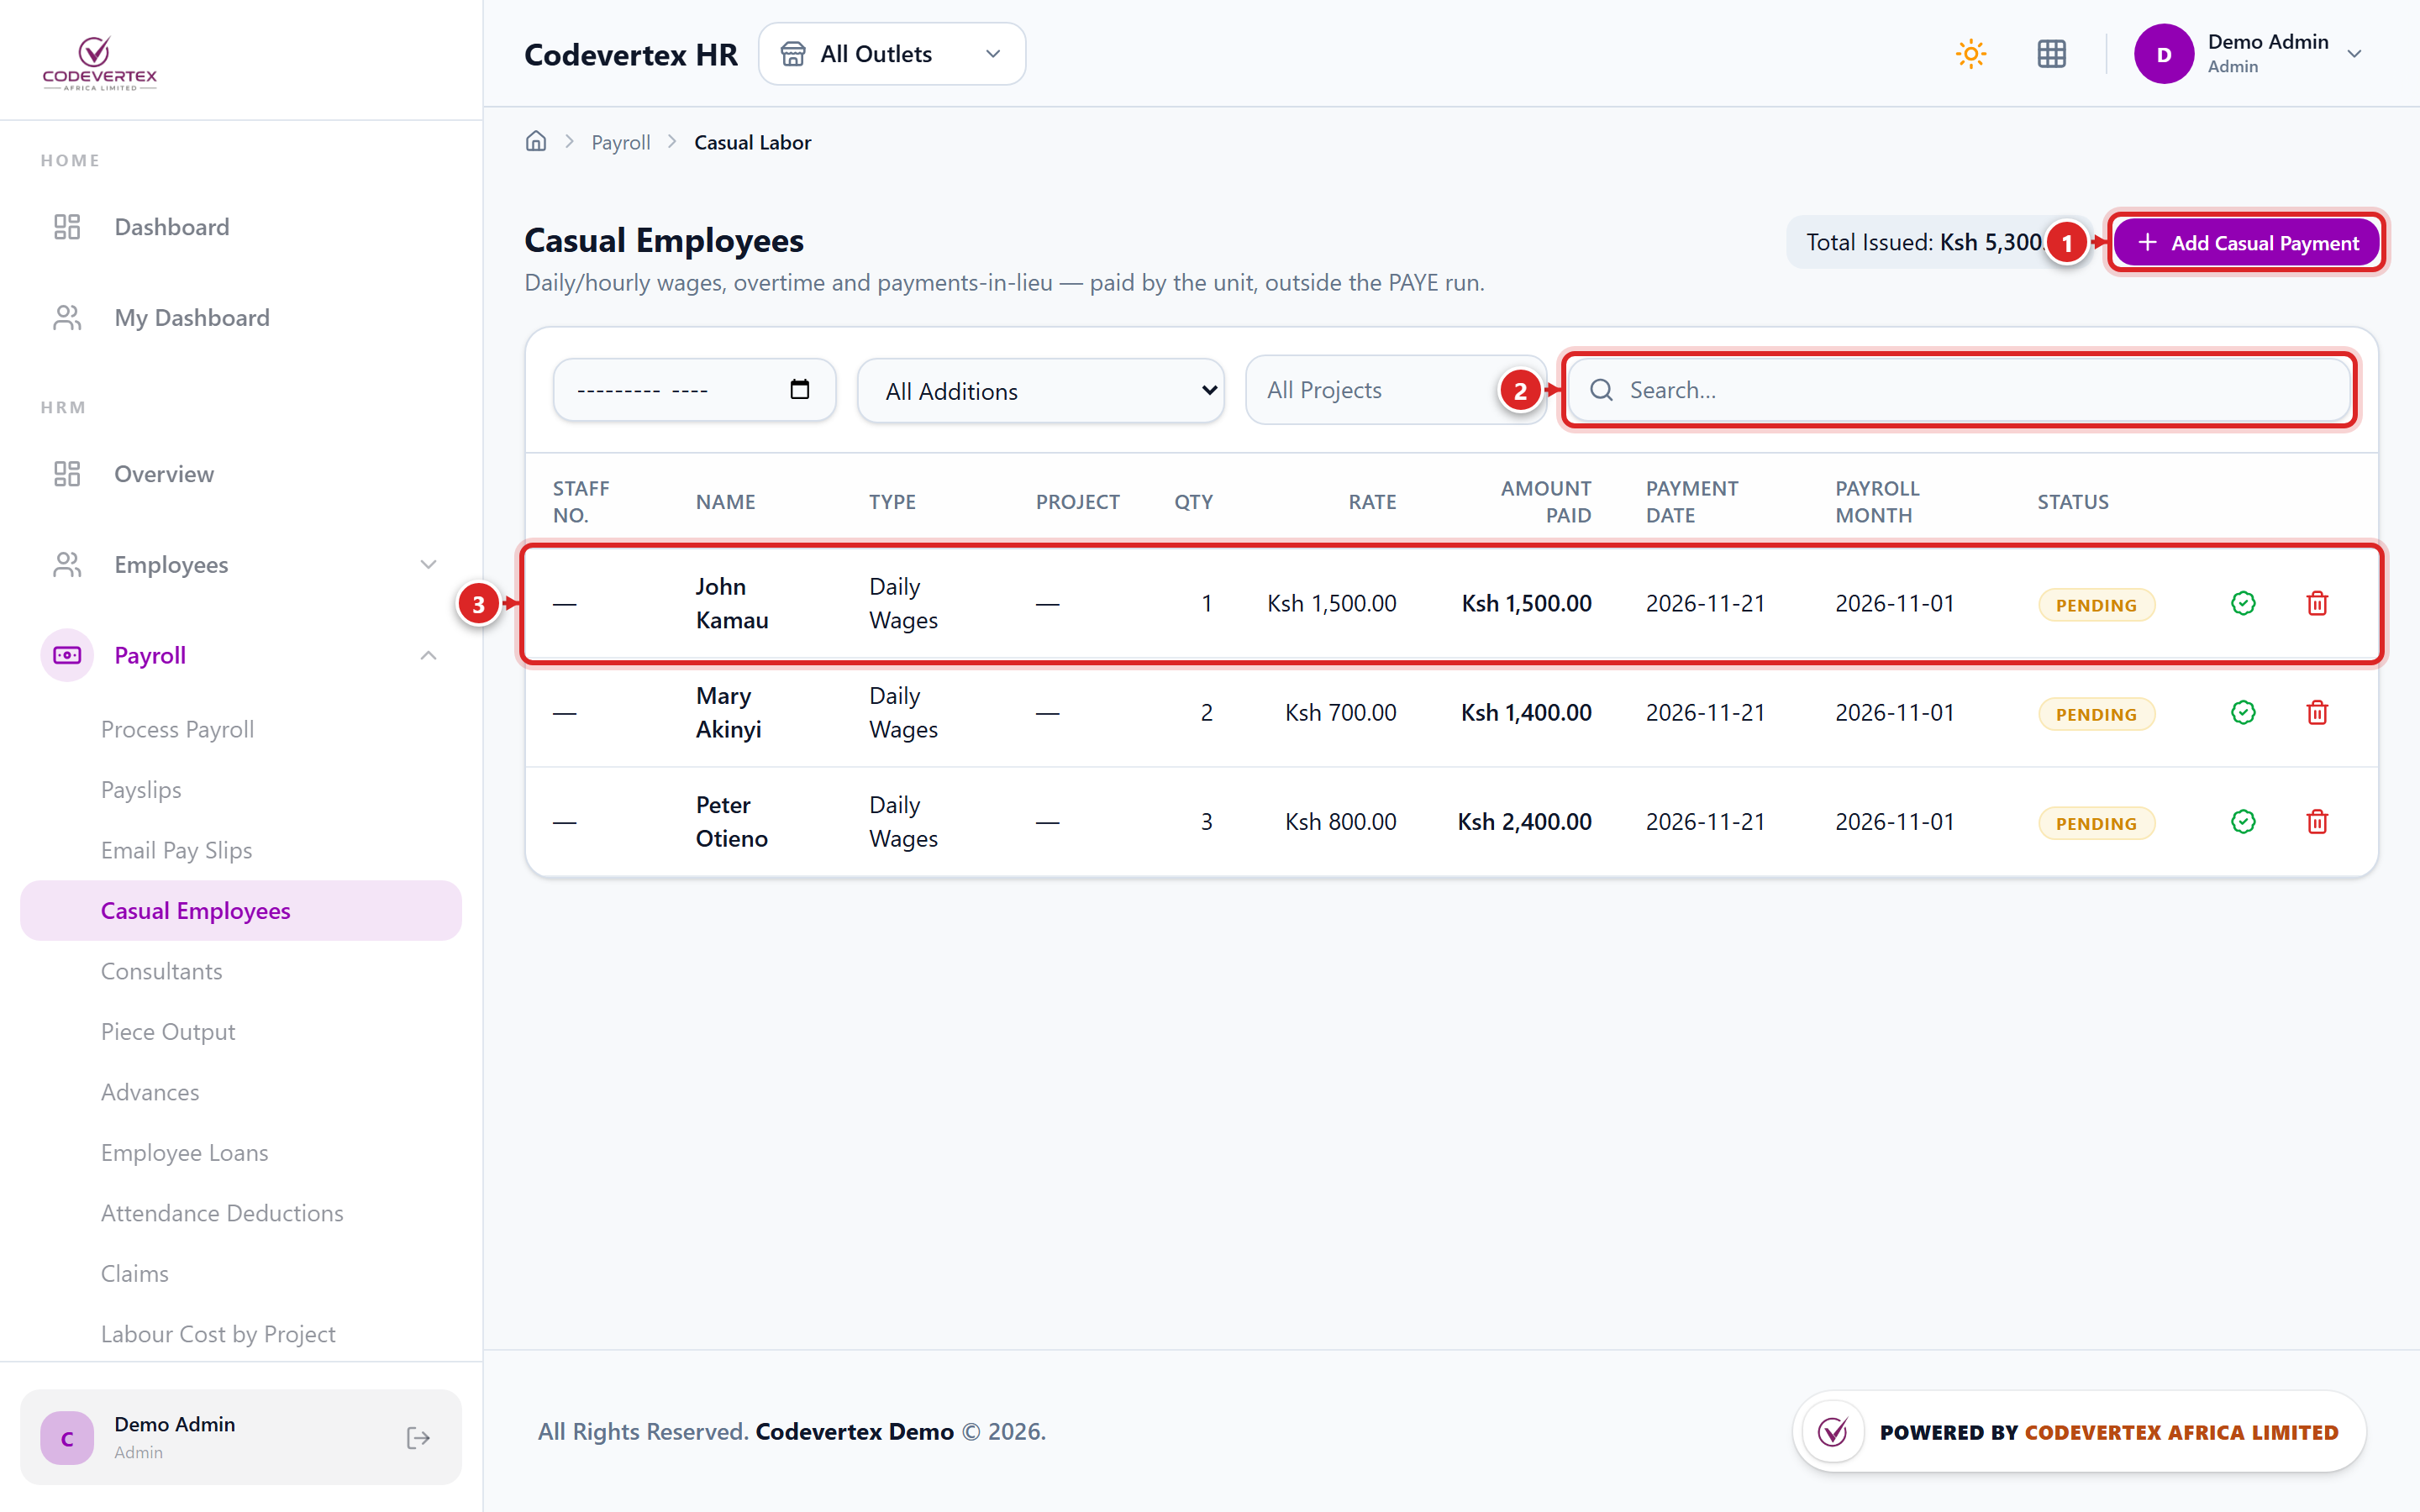 CODEVERTEX
AFRICA LIMITED
Codevertex HR
All Outlets
D
Demo Admin
Admin
HOME
Dashboard
My Dashboard
HRM
Overview
Employees
Payroll
Process Payroll
Payslips
Email Pay Slips
Casual Employees
Consultants
Piece Output
Advances
Employee Loans
Attendance Deductions
Claims
Labour Cost by Project
C
Demo Admin
Admin
Payroll
Casual Labor
Casual Employees
Daily/hourly wages, overtime and payments-in-lieu — paid by the unit, outside the PAYE run.
Total Issued: Ksh 5,300
1
+ Add Casual Payment
--------- ----
All Additions
All Projects
2
Search...
STAFF NO. NAME TYPE PROJECT QTY RATE AMOUNT PAID PAYMENT DATE PAYROLL MONTH STATUS
3
— John Kamau Daily Wages — 1 Ksh 1,500.00 Ksh 1,500.00 2026-11-21 2026-11-01 PENDING
— Mary Akinyi Daily Wages — 2 Ksh 700.00 Ksh 1,400.00 2026-11-21 2026-11-01 PENDING
— Peter Otieno Daily Wages — 3 Ksh 800.00 Ksh 2,400.00 2026-11-21 2026-11-01 PENDING
All Rights Reserved. Codevertex Demo © 2026.
POWERED BY CODEVERTEX AFRICA LIMITED